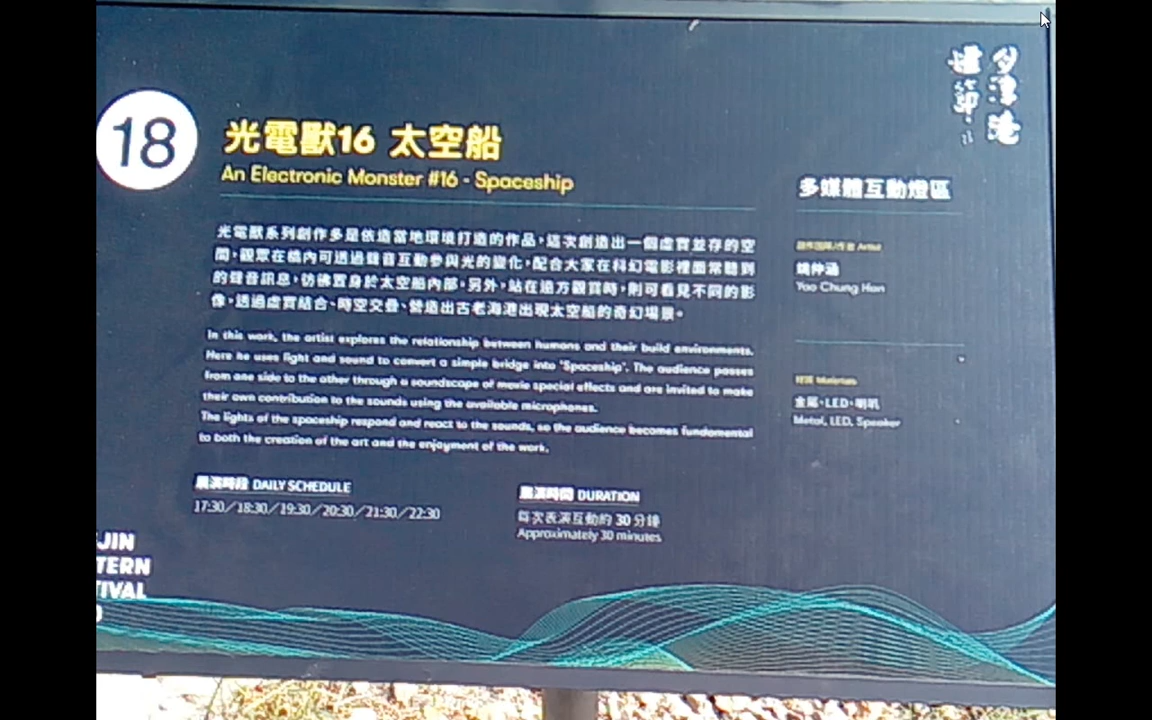 月津港
燈節
18
光電獸16 太空船
An Electronic Monster #16 - Spaceship
光電獸系列創作多是依造當地環境打造的作品,這次創造出一個虛實並存的空
間,觀眾在橋內可透過聲音互動參與光的變化,配合大家在科幻電影裡面常聽到
的聲音訊息,彷彿置身於太空船內部。另外,站在遠方觀賞時,則可看見不同的影
像,透過虛實結合、時空交疊、營造出古老海港出現太空船的奇幻場景。
In this work, the artist explores the relationship between humans and their build environments.
Here he uses light and sound to convert a simple bridge into "Spaceship". The audience passes
from one side to the other through a soundscape of movie special effects and are invited to make
their own contribution to the sounds using the available microphones.
The lights of the spaceship respond and react to the sounds, so the audience becomes fundamental
to both the creation of the art and the enjoyment of the work.
展演時段 DAILY SCHEDULE
17:30/18:30/19:30/20:30/21:30/22:30
展演時間 DURATION
每次表演互動約 30 分鐘
Approximately 30 minutes
多媒體互動燈區
創作團隊/作者 Artist
姚仲涵
Yao Chung Han
材質 Materials
金屬、LED、喇叭
Metal, LED, Speaker
JIN
TERN
TIVAL